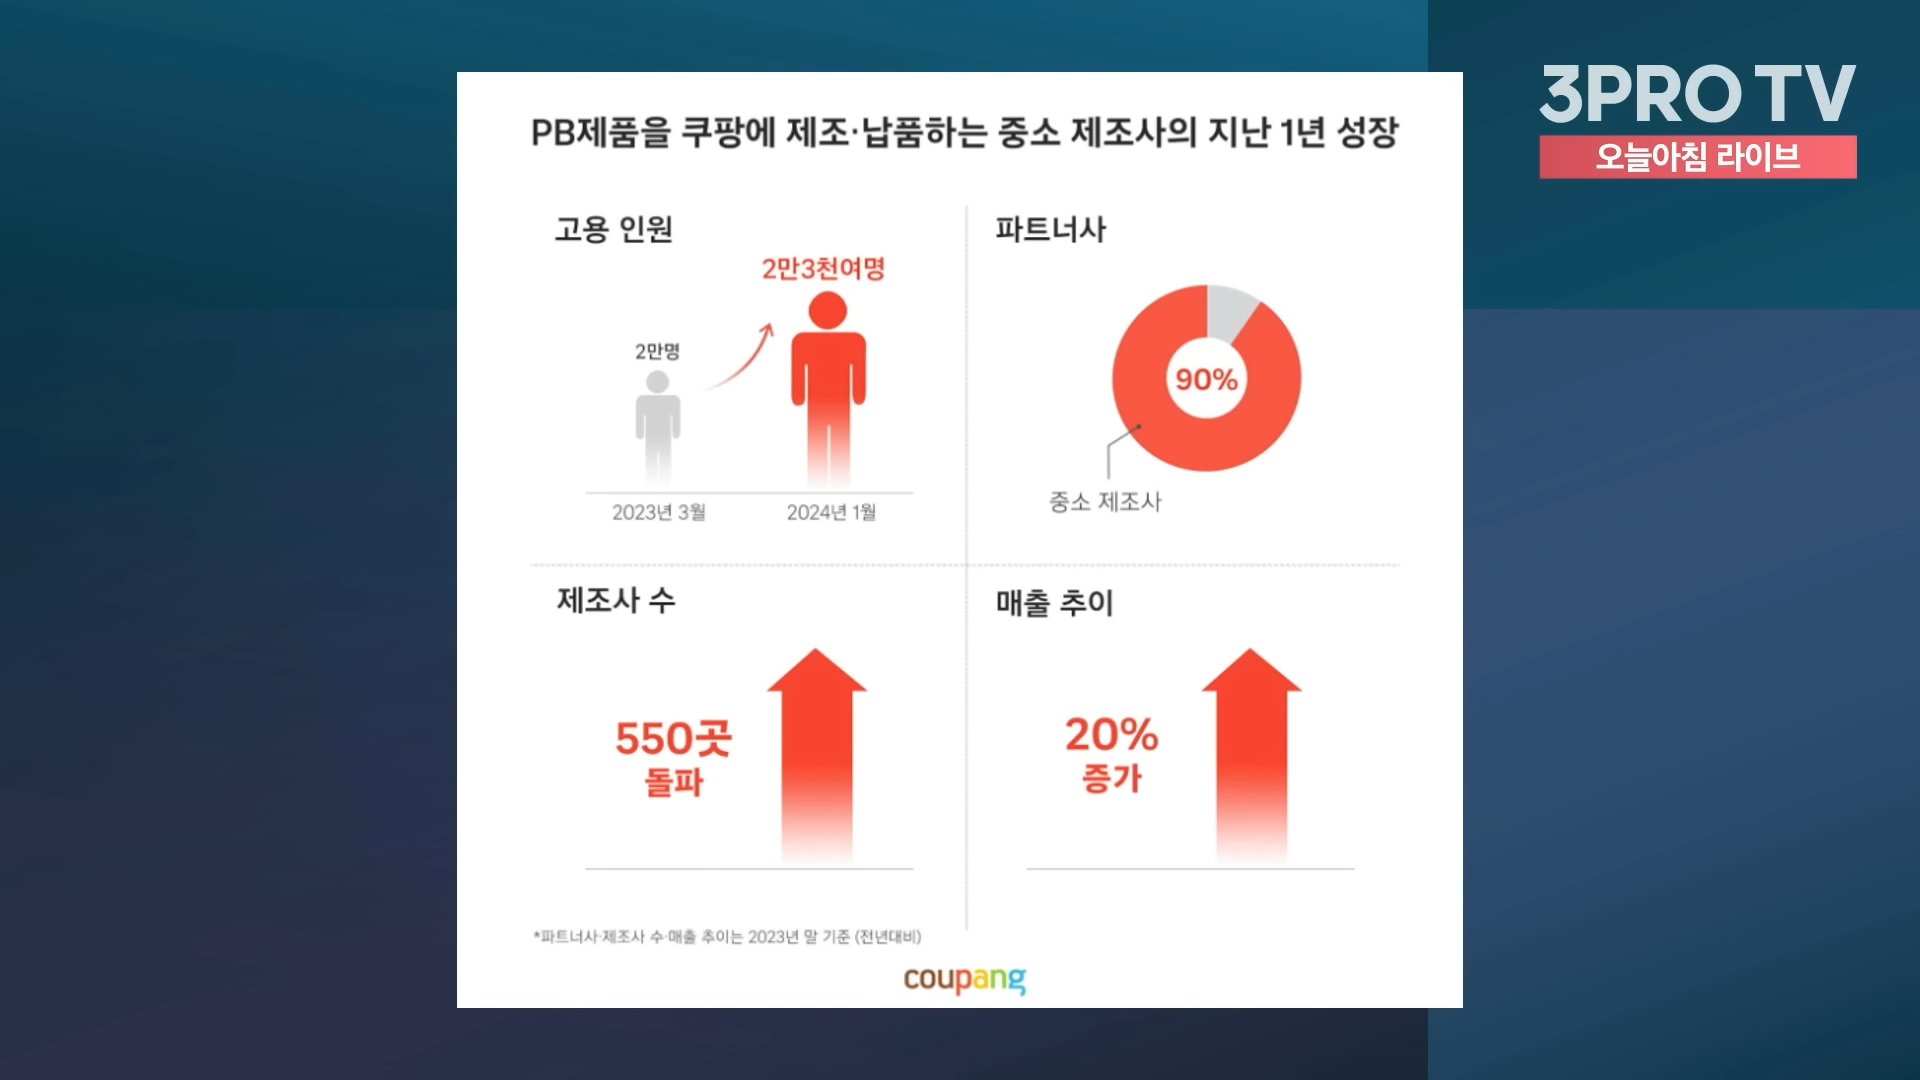 3PRO TV
오늘아침 라이브
PB제품을 쿠팡에 제조·납품하는 중소 제조사의 지난 1년 성장
고용 인원
2만3천여명
2만명
2023년 3월
2024년 1월
파트너사
90%
중소 제조사
제조사 수
550곳
돌파
매출 추이
20%
증가
*파트너사·제조사 수·매출 추이는 2023년 말 기준 (전년대비)
coupang